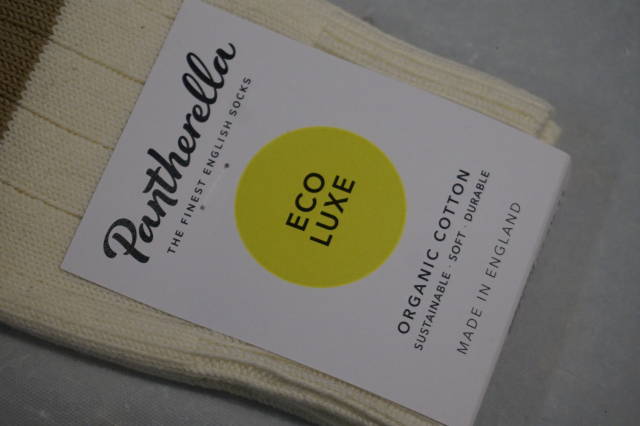 Pantherella
THE FINEST ENGLISH SOCKS
ECO
LUXE
ORGANIC COTTON
SUSTAINABLE · SOFT · DURABLE
MADE IN ENGLAND